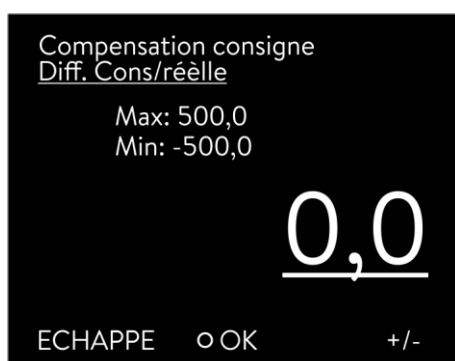 Compensation consigne
Diff. Cons/réèlle
Max: 500,0
Min: -500,0
0,0
ECHAPPE OK +/-